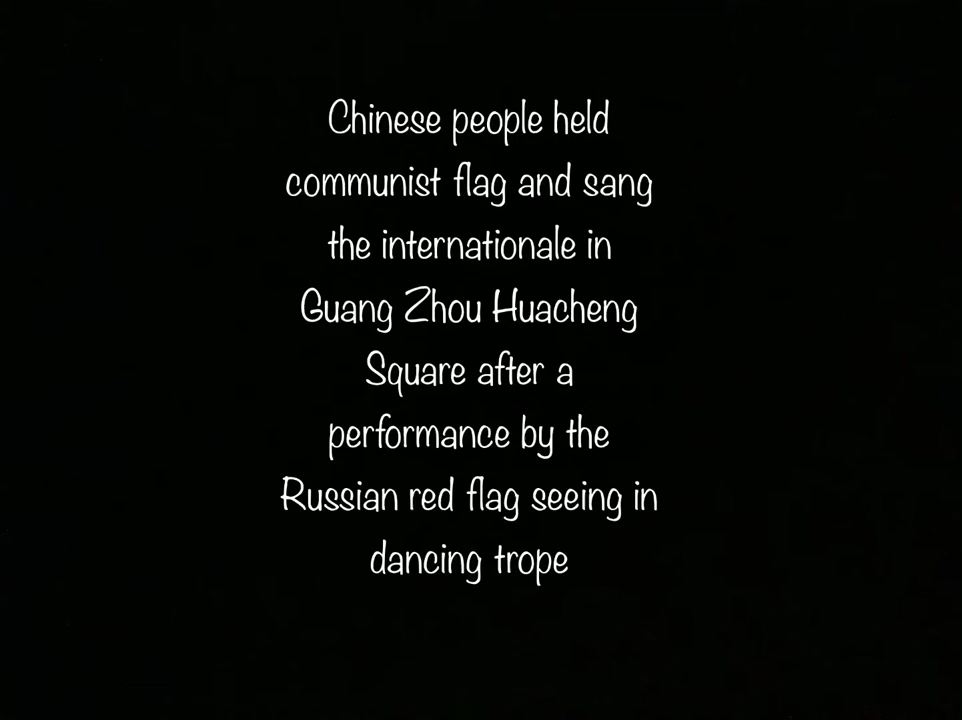 Chinese people held
communist flag and sang
the internationale in
Guang Zhou Huacheng
Square after a
performance by the
Russian red flag seeing in
dancing trope